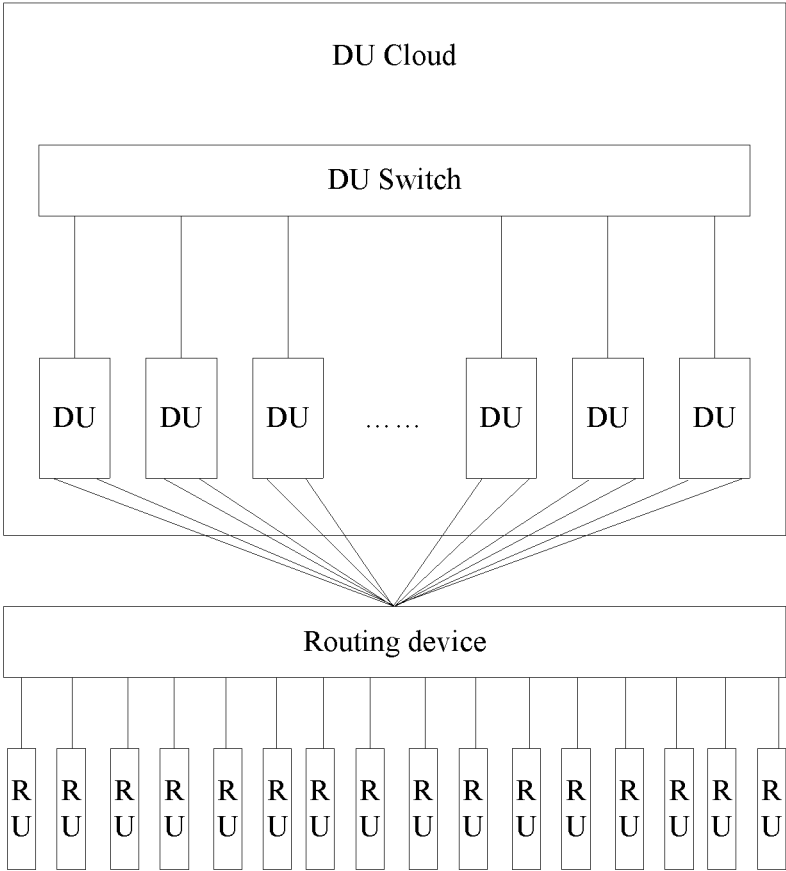 DU Cloud
DU Switch
DU DU DU …… DU DU DU
Routing device
R R R R R R R R R R R R R R R R
U U U U U U U U U U U U U U U U